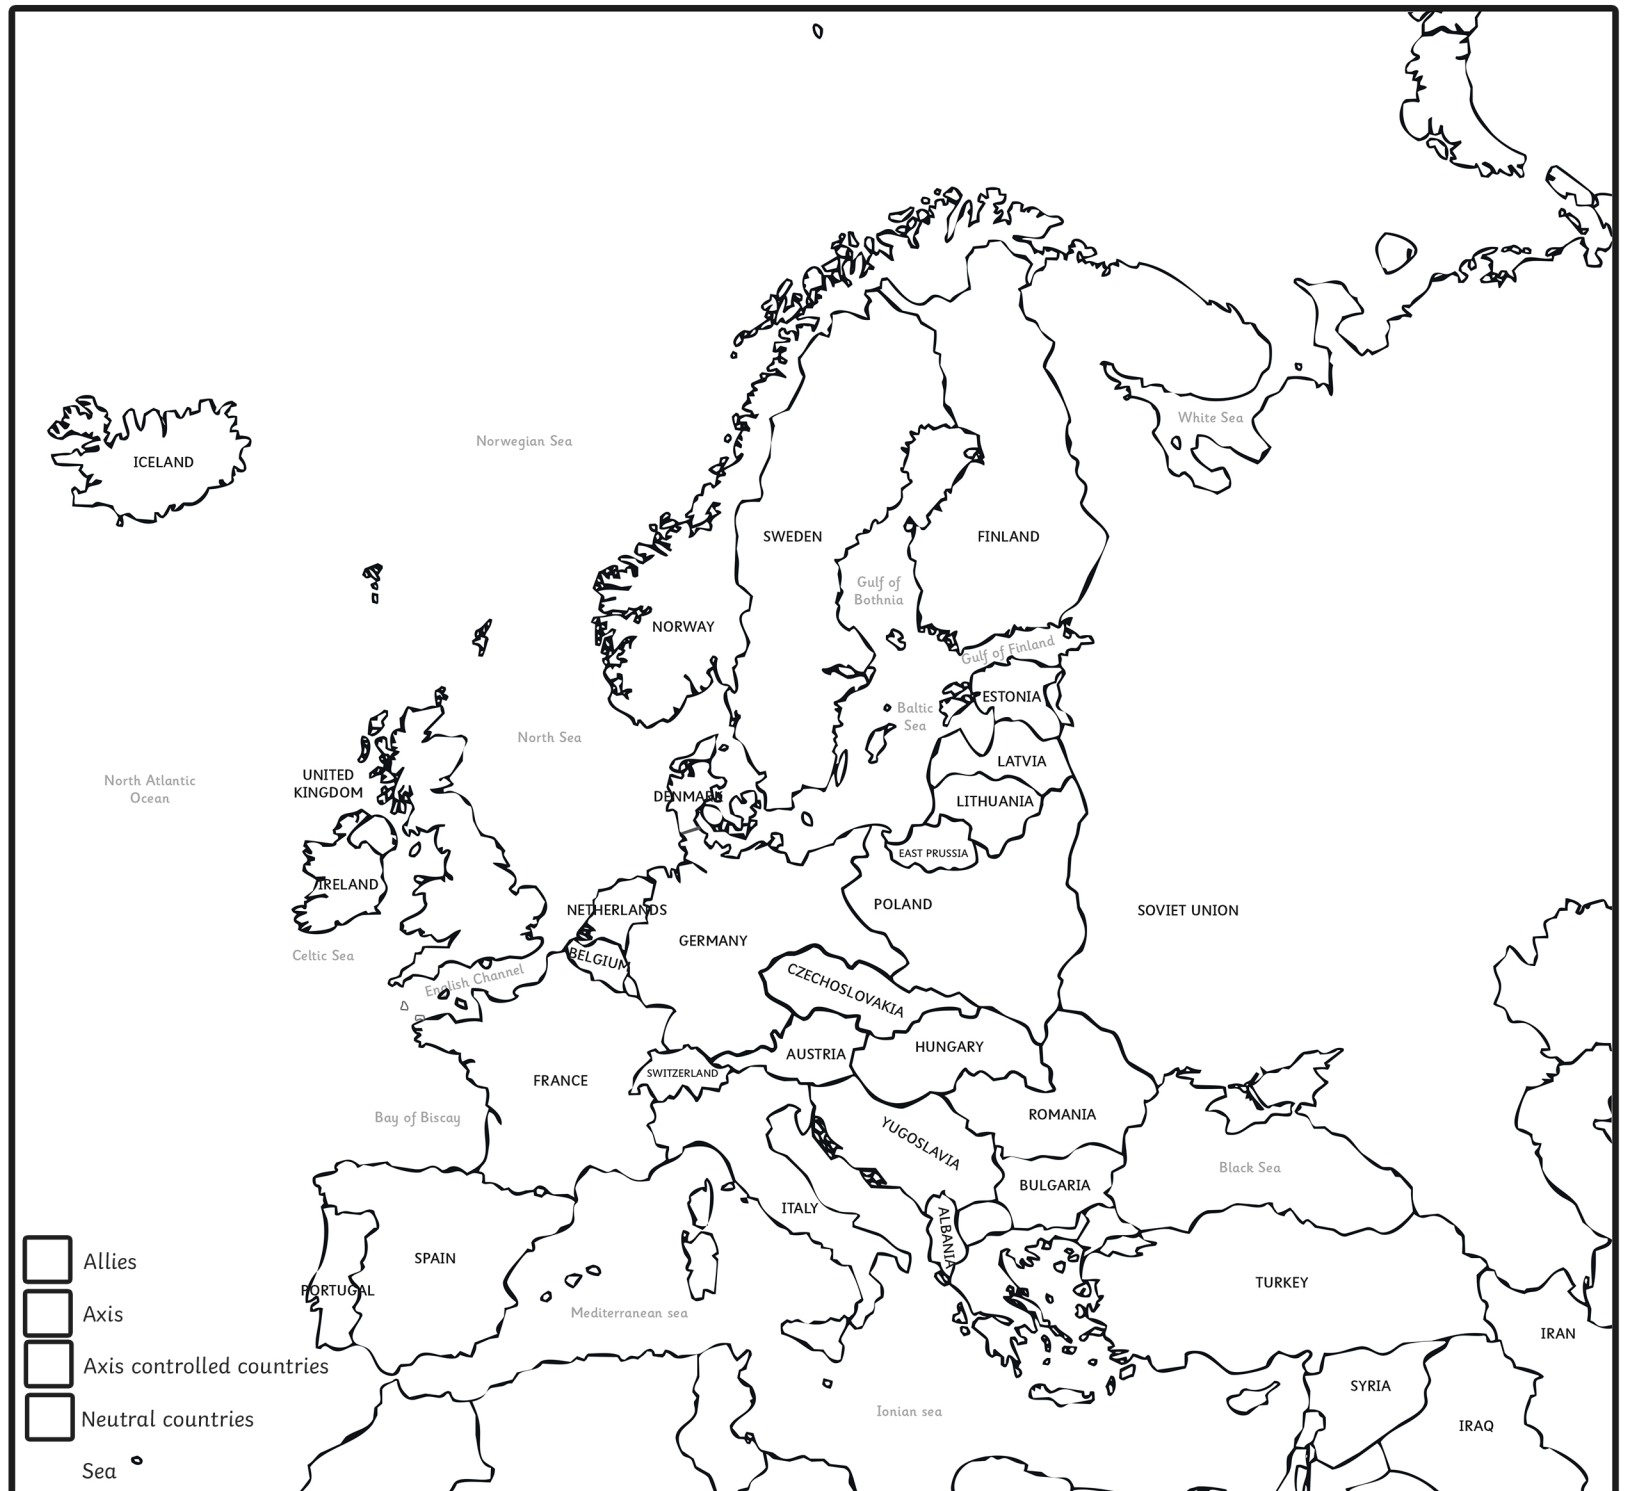 ICELAND
Norwegian Sea
White Sea
SWEDEN
FINLAND
Gulf of
Bothnia
NORWAY
Gulf of Finland
ESTONIA
Baltic
Sea
North Sea
LATVIA
North Atlantic
Ocean
UNITED
KINGDOM
DENMARK
LITHUANIA
EAST PRUSSIA
IRELAND
POLAND
NETHERLANDS
SOVIET UNION
GERMANY
Celtic Sea
BELGIUM
English Channel
CZECHOSLOVAKIA
HUNGARY
AUSTRIA
SWITZERLAND
FRANCE
ROMANIA
Bay of Biscay
YUGOSLAVIA
Black Sea
BULGARIA
ITALY
ALBANIA
SPAIN
Allies
TURKEY
PORTUGAL
Mediterranean sea
Axis
IRAN
Axis controlled countries
SYRIA
Ionian sea
Neutral countries
IRAQ
Sea